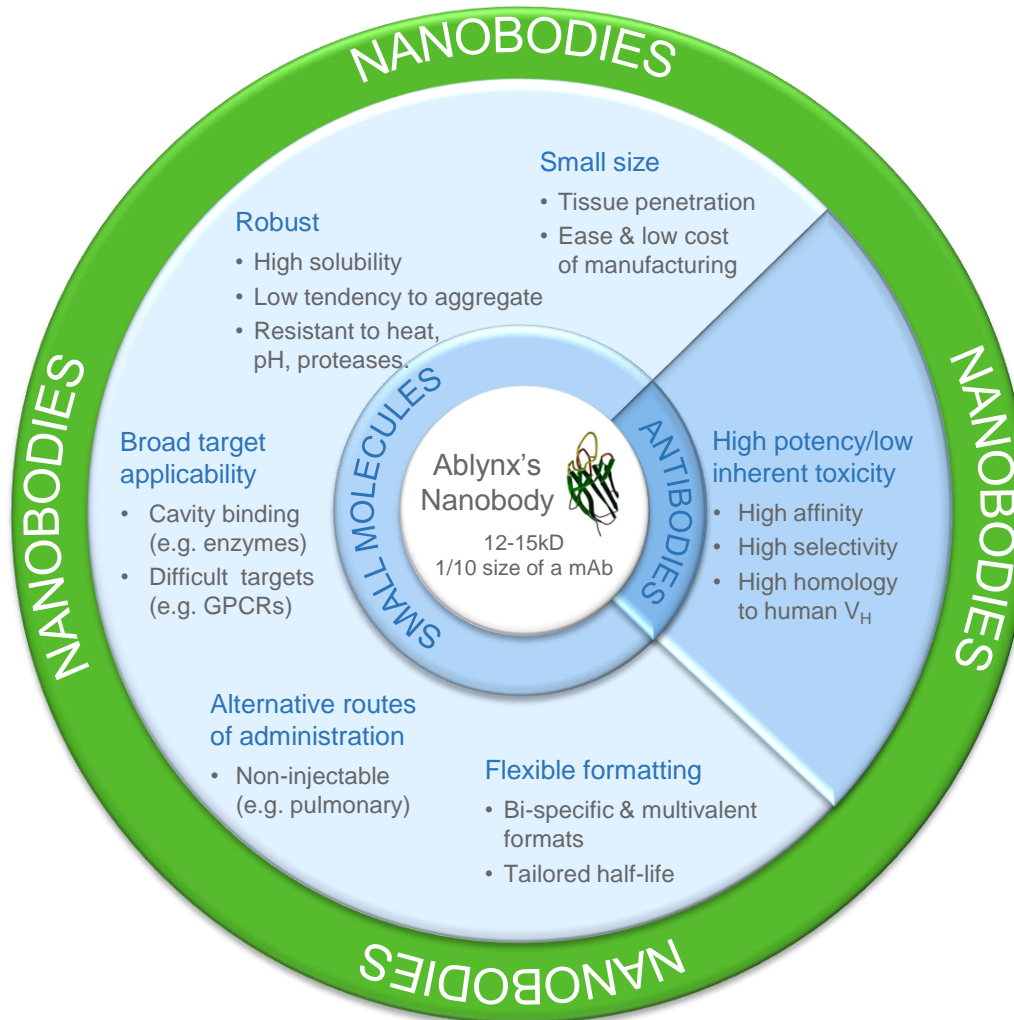 NANOBODIES
Small size
• Tissue penetration
• Ease & low cost
of manufacturing
Robust
• High solubility
• Low tendency to aggregate
• Resistant to heat,
pH, proteases.
NANOBODIES
NANOBODIES
SMALL MOLECULES
ANTIBODIES
Ablynx's
Nanobody
12-15kD
1/10 size of a mAb
Broad target
applicability
• Cavity binding
(e.g. enzymes)
• Difficult targets
(e.g. GPCRs)
High potency/low
inherent toxicity
• High affinity
• High selectivity
• High homology
to human VH
Alternative routes
of administration
• Non-injectable
(e.g. pulmonary)
Flexible formatting
• Bi-specific & multivalent
formats
• Tailored half-life
NANOBODIES